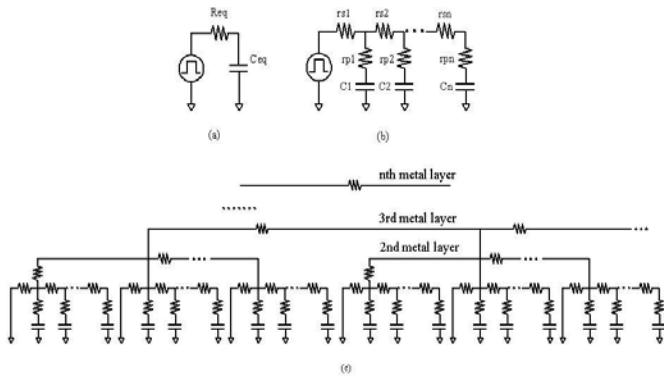 Req
Ceq
(a)
rs1 rs2 rsn
rp1 rp2 rpn
C1 C2 Cn
(b)
nth metal layer
3rd metal layer
2nd metal layer
(c)